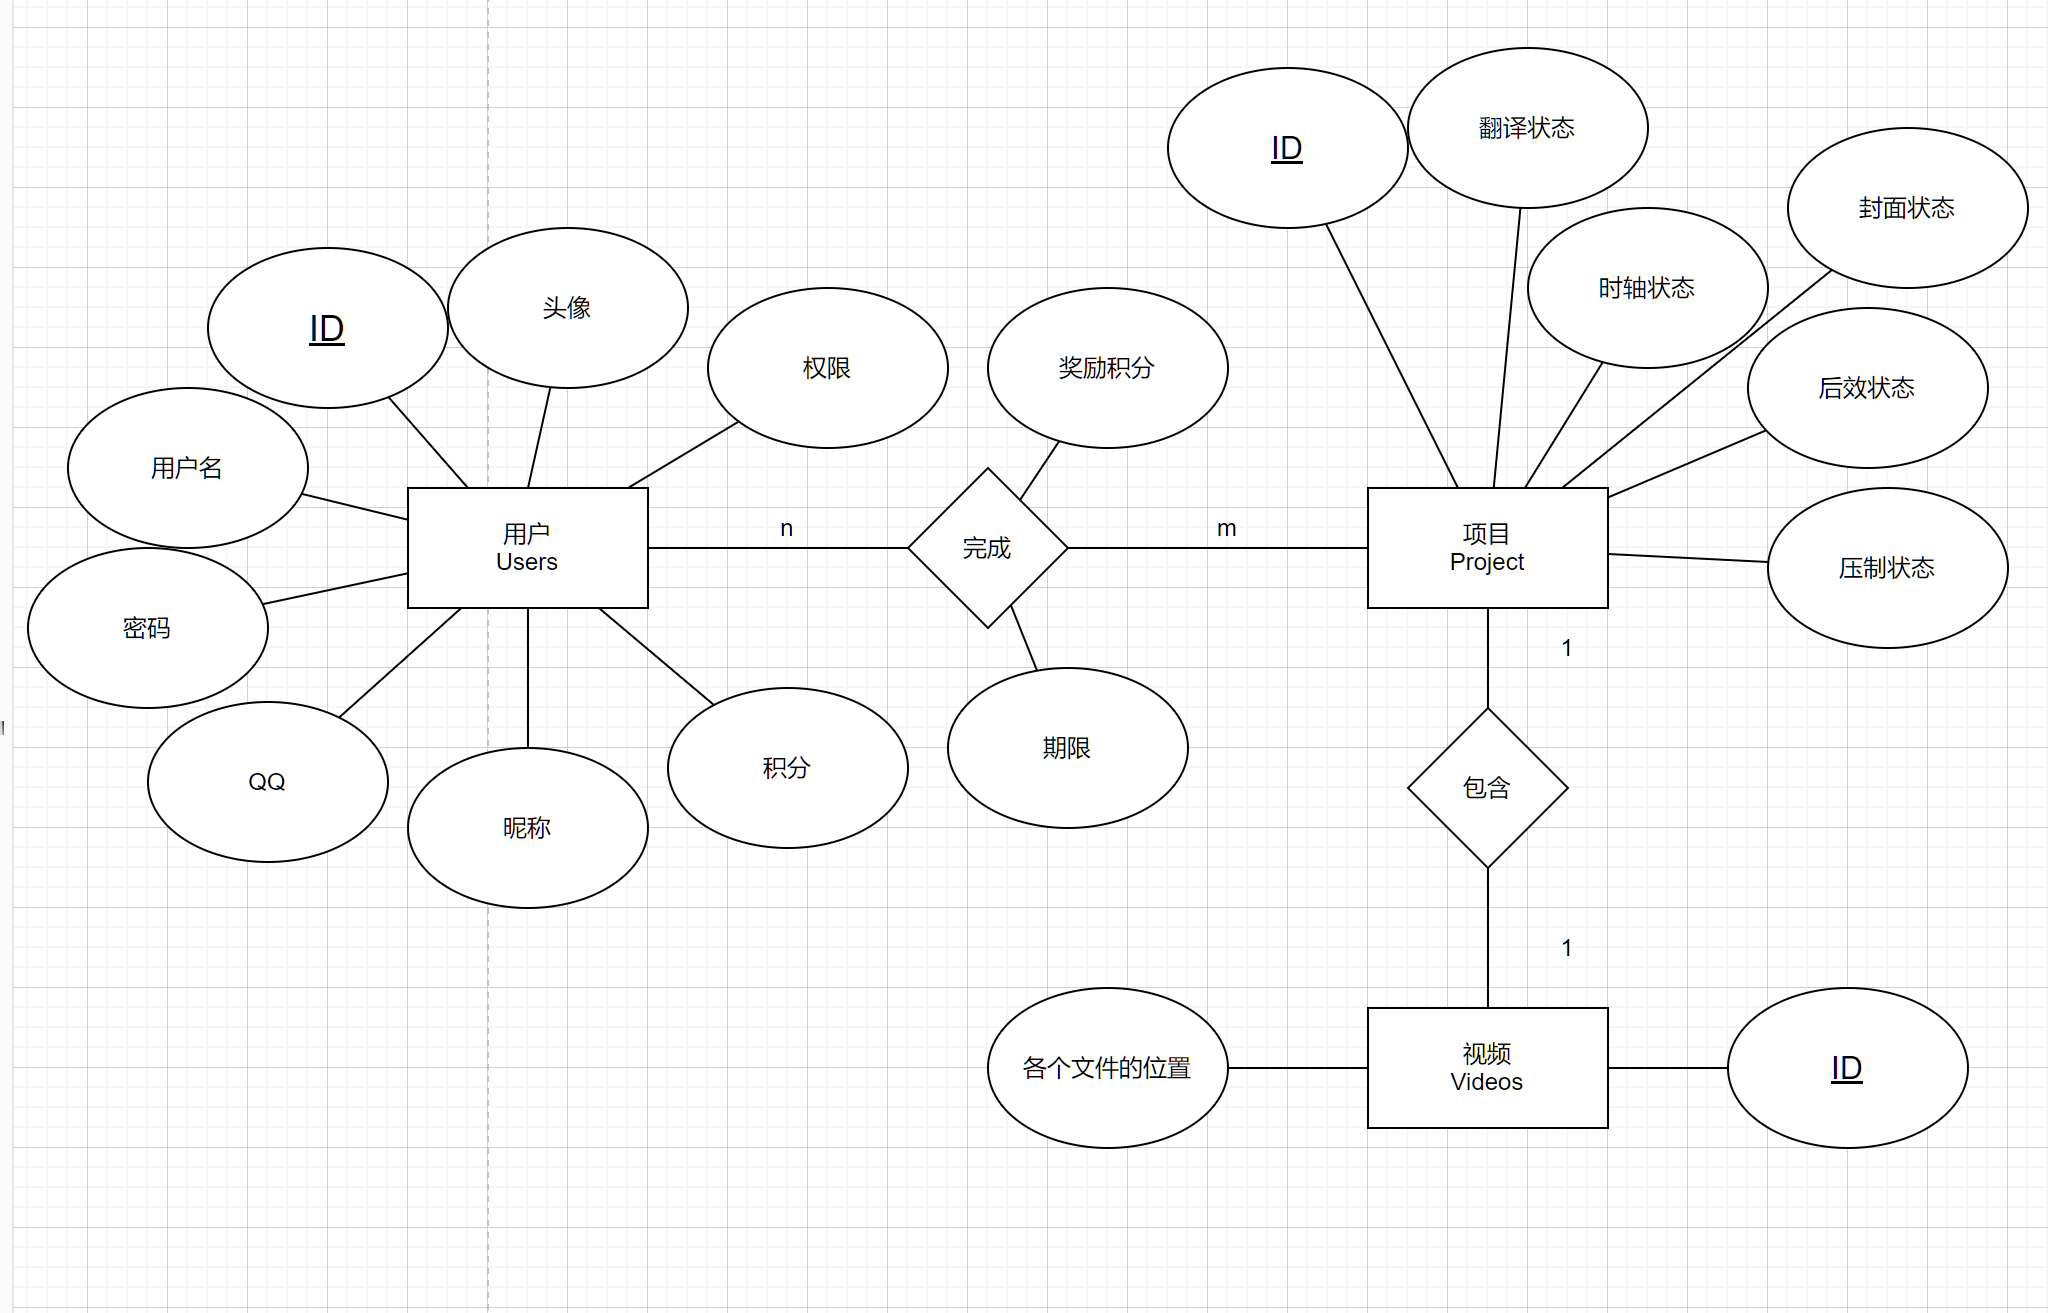 ID
翻译状态
封面状态
时轴状态
ID
头像
权限
奖励积分
后效状态
用户名
用户
Users
n
完成
m
项目
Project
压制状态
密码
1
QQ
昵称
积分
期限
包含
1
各个文件的位置
视频
Videos
ID